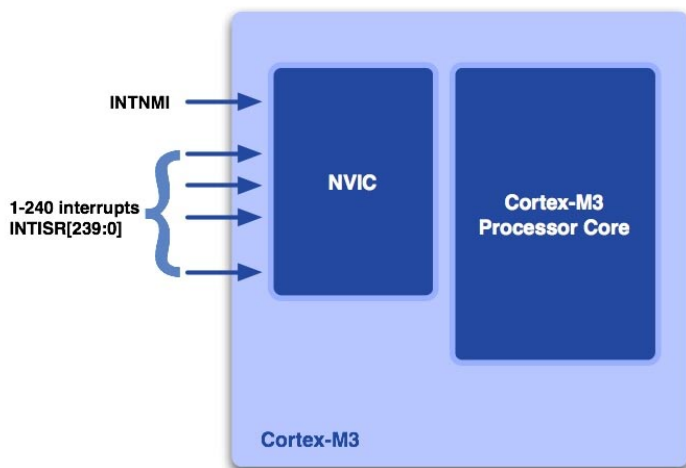 INTNMI
1-240 interrupts
INTISR[239:0]
NVIC
Cortex-M3
Processor Core
Cortex-M3